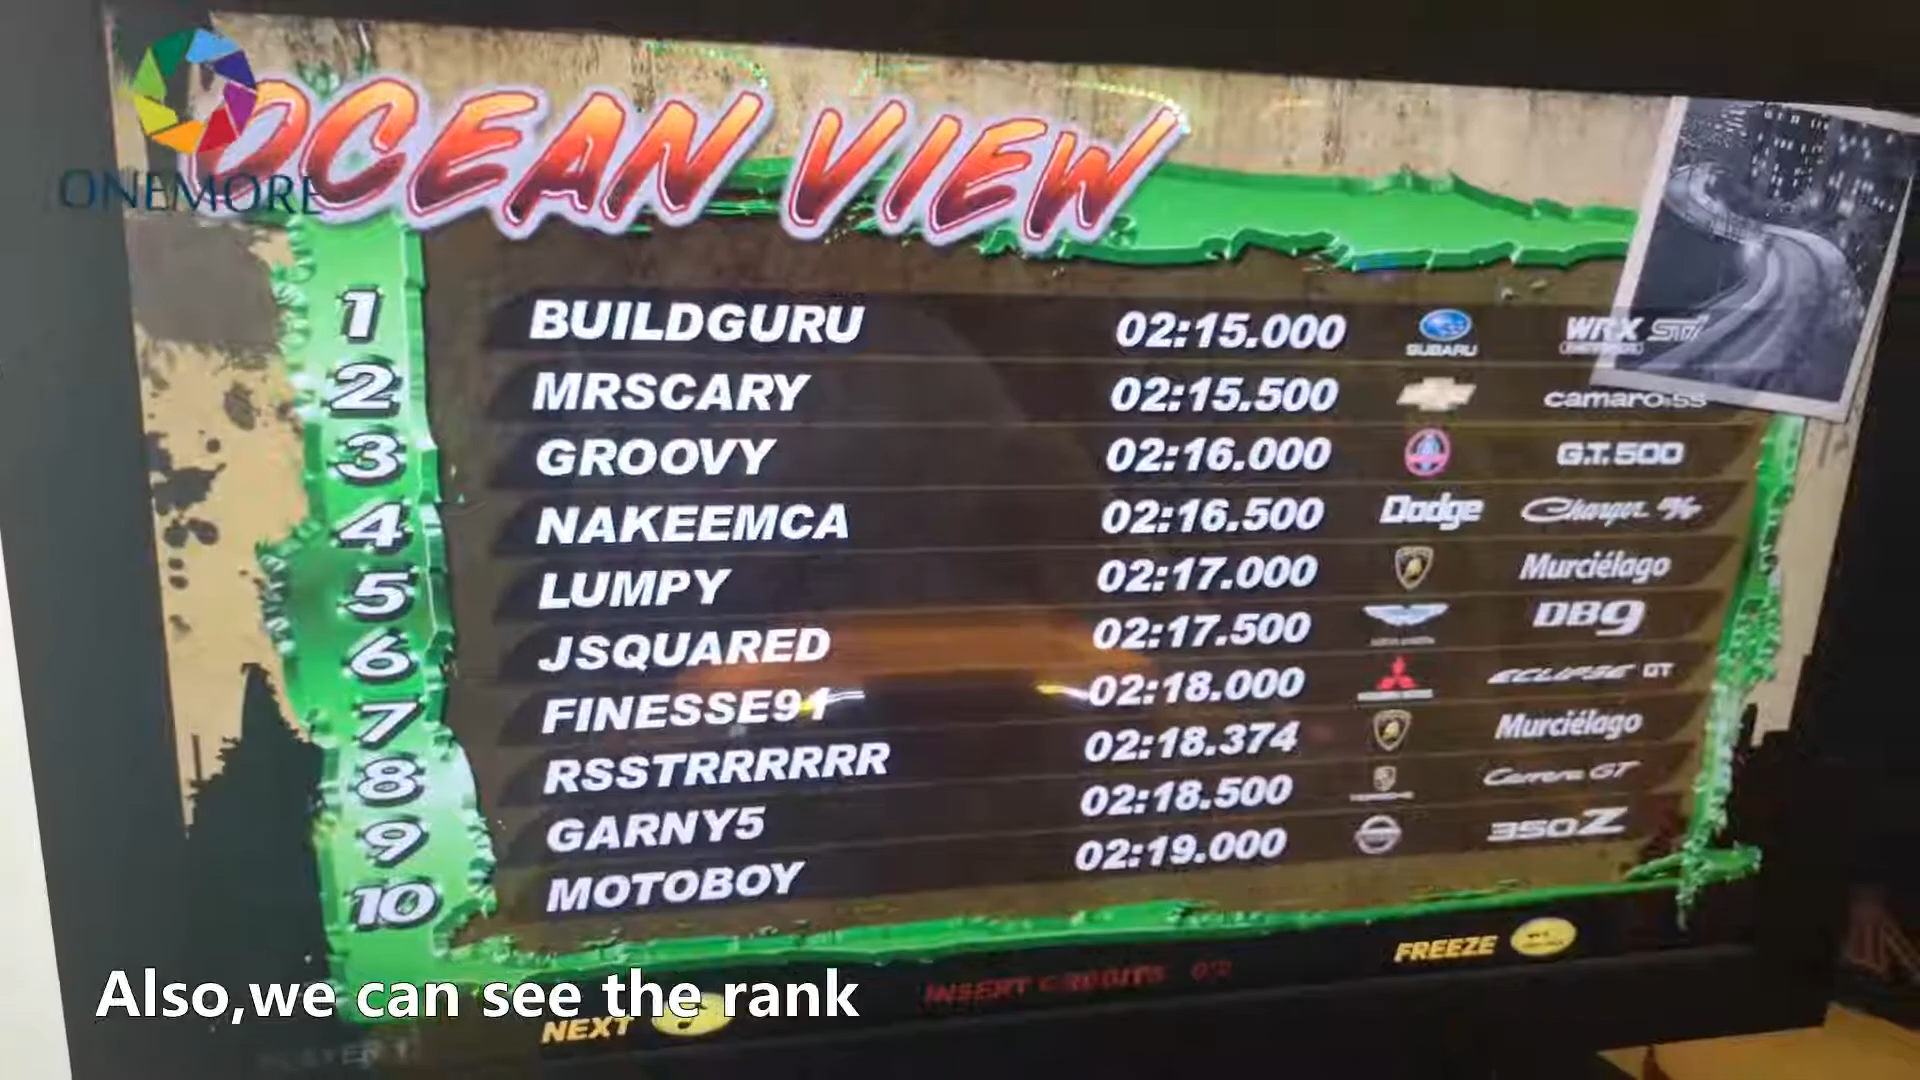 OCEAN VIEW
ONEMORE
1 BUILDGURU 02:15.000 SUBARU WRX STI
2 MRSCARY 02:15.500 camaro SS
3 GROOVY 02:16.000 G.T.500
4 NAKEEMCA 02:16.500 Dodge Charger R/T
5 LUMPY 02:17.000 Murciélago
6 JSQUARED 02:17.500 DB9
7 FINESSE91 02:18.000 ECLIPSE GT
8 RSSTRRRRRR 02:18.374 Murciélago
9 GARNY5 02:18.500 Carrera GT
10 MOTOBOY 02:19.000 350Z
FREEZE
INSERT CREDITS
Also,we can see the rank
NEXT
PLAYER 1